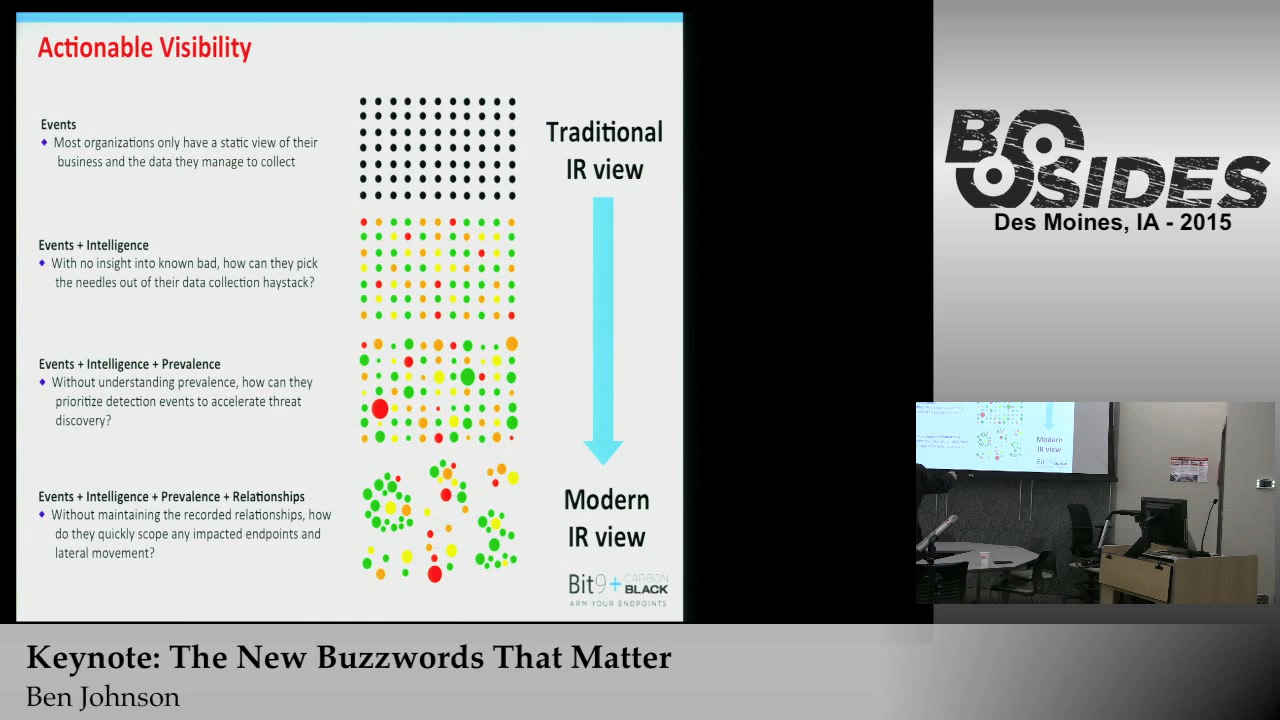 Actionable Visibility
Events
Most organizations only have a static view of their
business and the data they manage to collect
Events + Intelligence
With no insight into known bad, how can they pick
the needles out of their data collection haystack?
Events + Intelligence + Prevalence
Without understanding prevalence, how can they
prioritize detection events to accelerate threat
discovery?
Events + Intelligence + Prevalence + Relationships
Without maintaining the recorded relationships, how
do they quickly scope any impacted endpoints and
lateral movement?
Traditional
IR view
Modern
IR view
Bit9 + CARBON
BLACK
ARM YOUR ENDPOINTS
BSIDES
Des Moines, IA - 2015
Modern
IR view
Keynote: The New Buzzwords That Matter
Ben Johnson